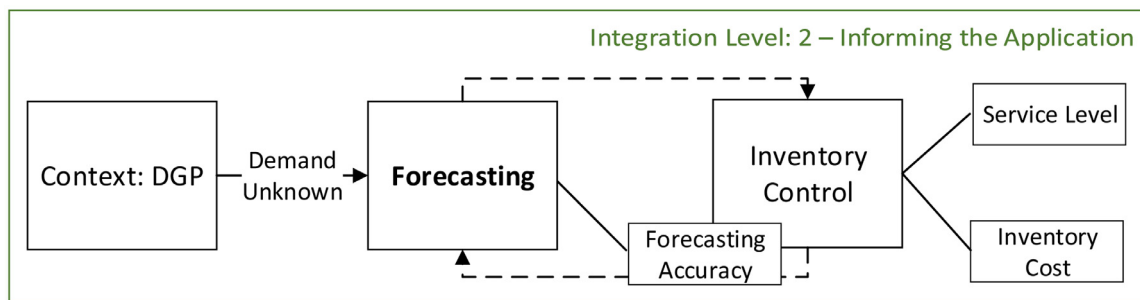 Integration Level: 2 – Informing the Application
Context: DGP
Demand
Unknown
Forecasting
Forecasting
Accuracy
Inventory
Control
Service Level
Inventory
Cost